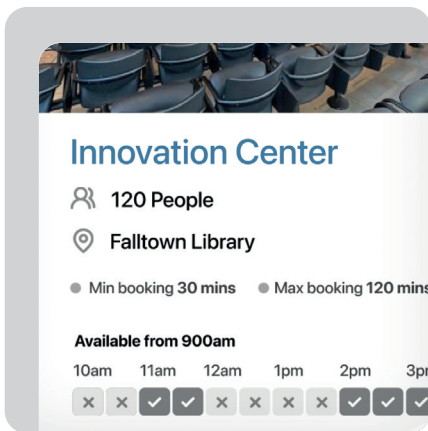 Innovation Center
120 People
Falltown Library
Min booking 30 mins Max booking 120 mins
Available from 900am
10am 11am 12am 1pm 2pm 3p